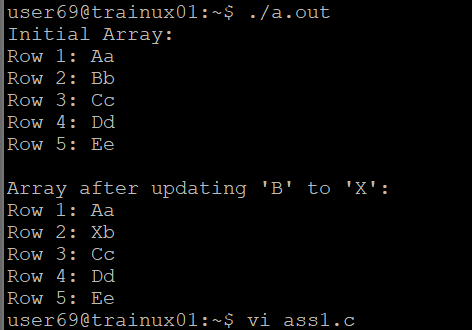 user69@trainux01:~$ ./a.out
Initial Array:
Row 1: Aa
Row 2: Bb
Row 3: Cc
Row 4: Dd
Row 5: Ee

Array after updating 'B' to 'X':
Row 1: Aa
Row 2: Xb
Row 3: Cc
Row 4: Dd
Row 5: Ee
user69@trainux01:~$ vi ass1.c